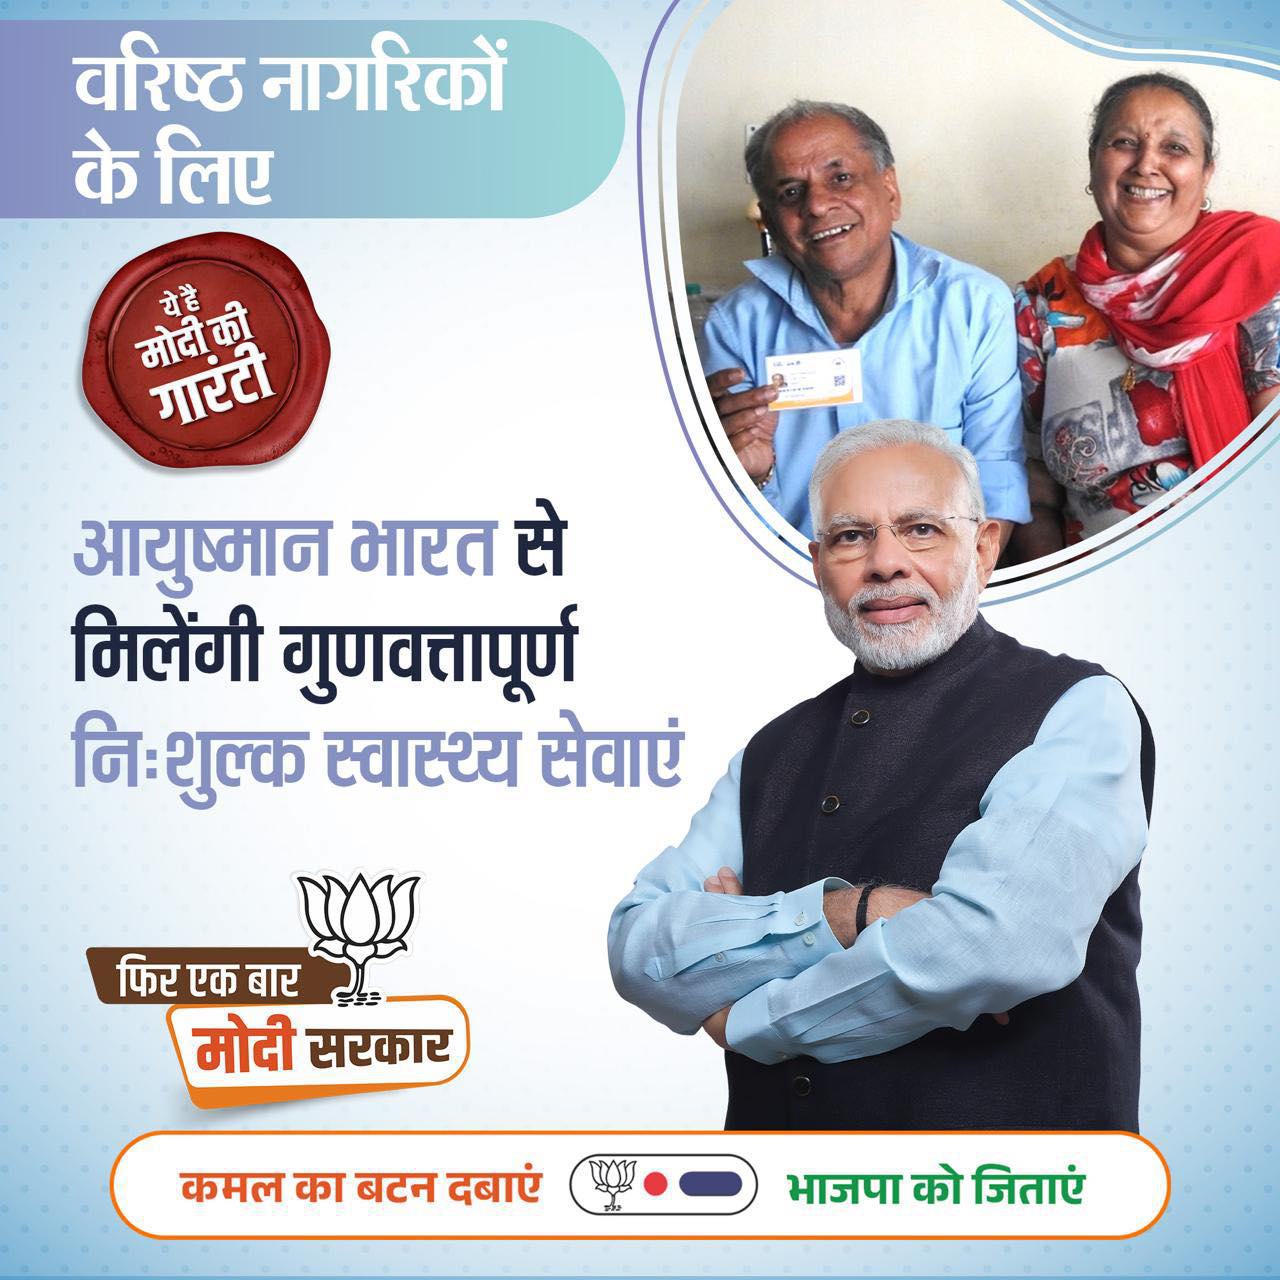 वरिष्ठ नागरिकों
के लिए
ये है
मोदी की
गारंटी
आयुष्मान भारत से
मिलेंगी गुणवत्तापूर्ण
निःशुल्क स्वास्थ्य सेवाएं
फिर एक बार
मोदी सरकार
कमल का बटन दबाएं भाजपा को जिताएं